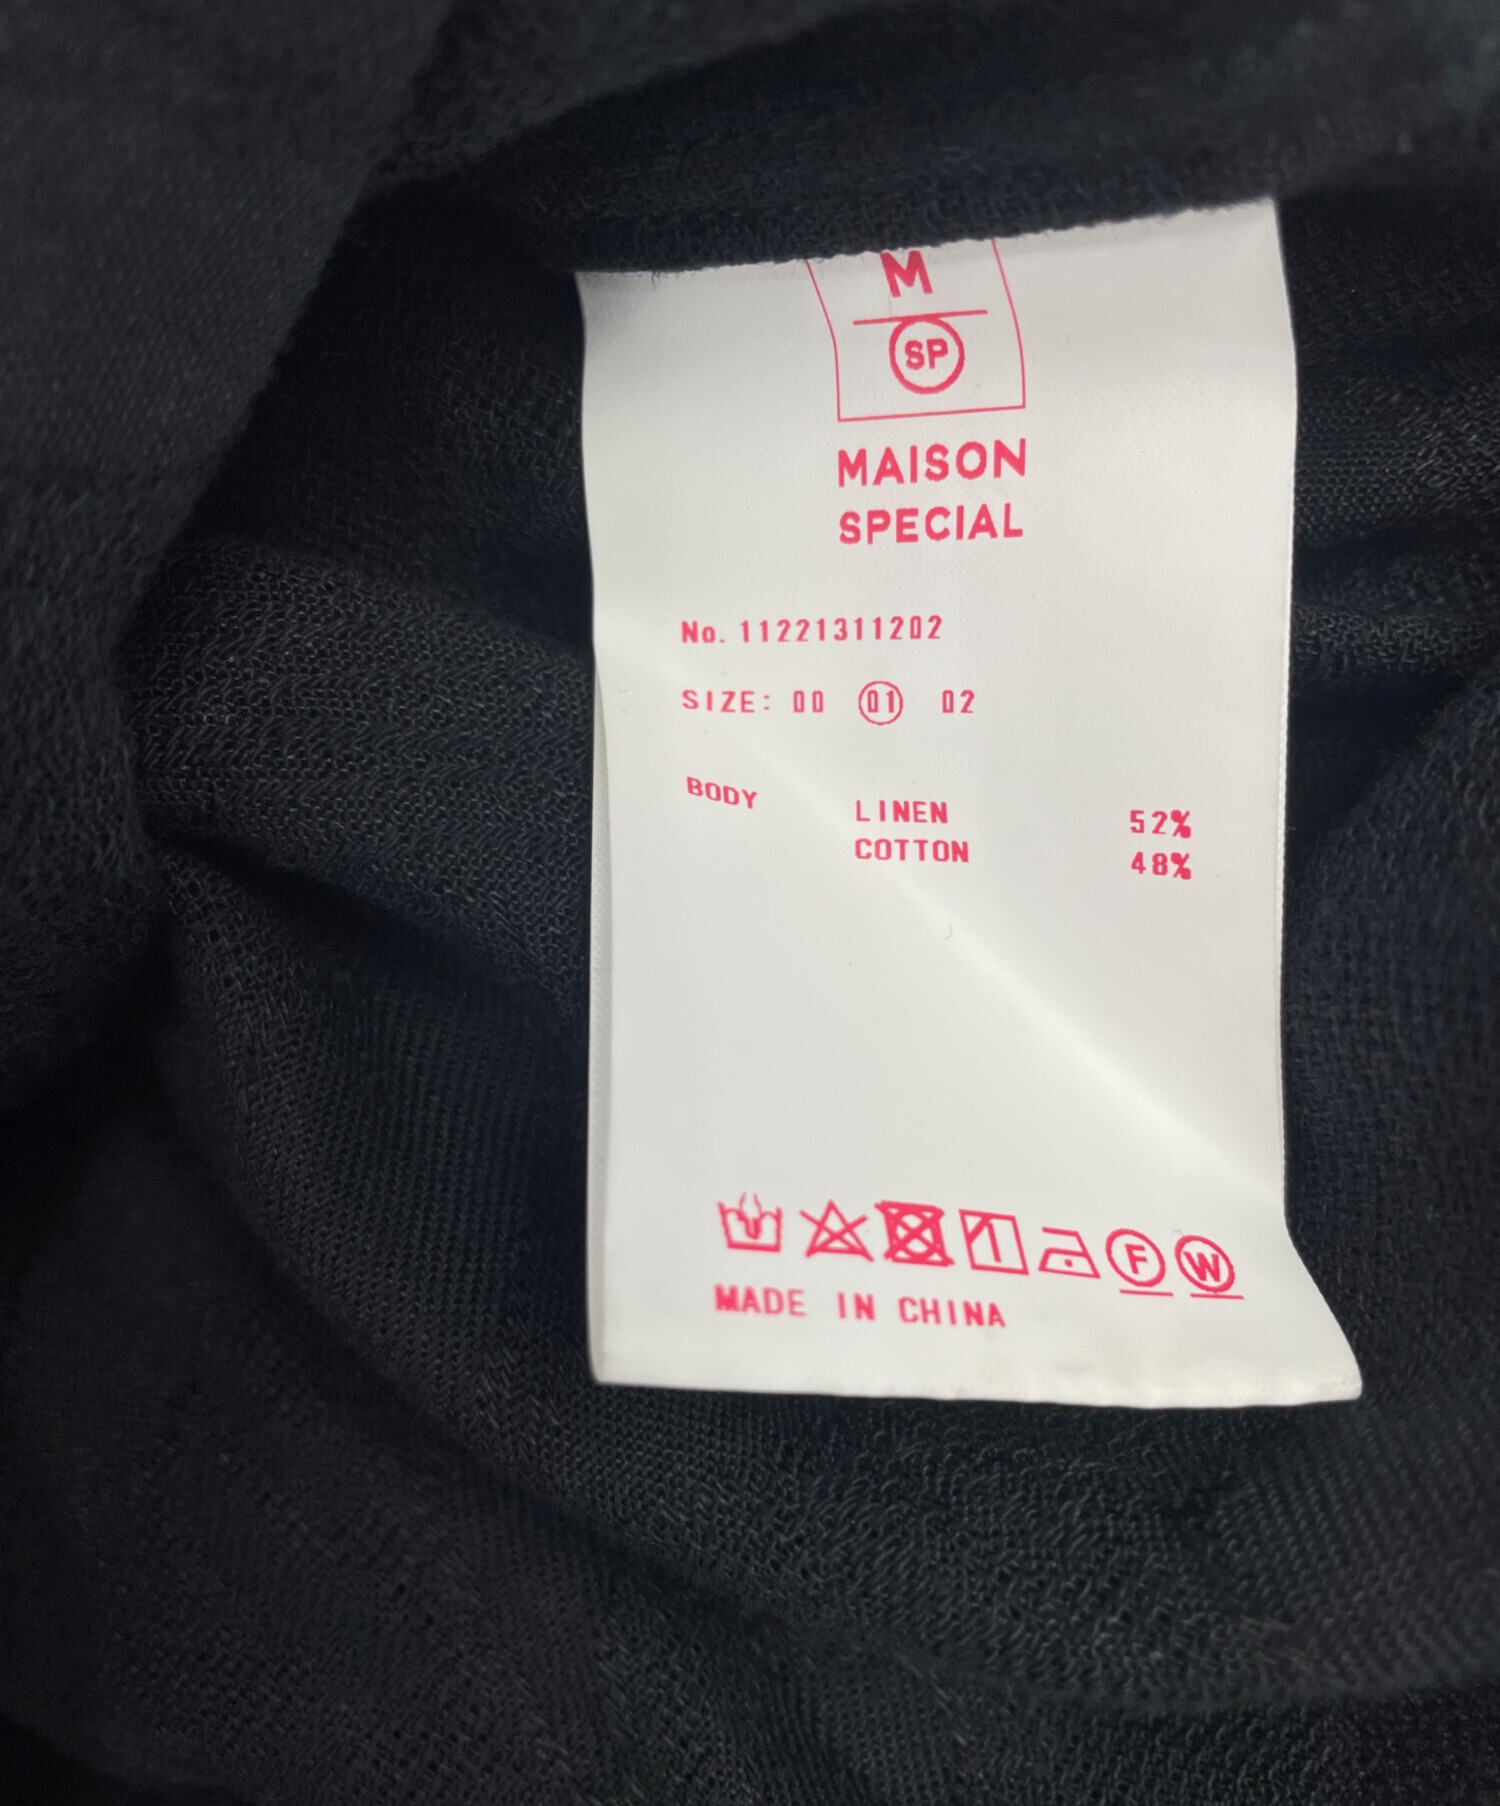 M
SP
MAISON
SPECIAL
No. 11221311202
SIZE: 00 01 02
BODY LINEN 52%
COTTON 48%
F W
MADE IN CHINA